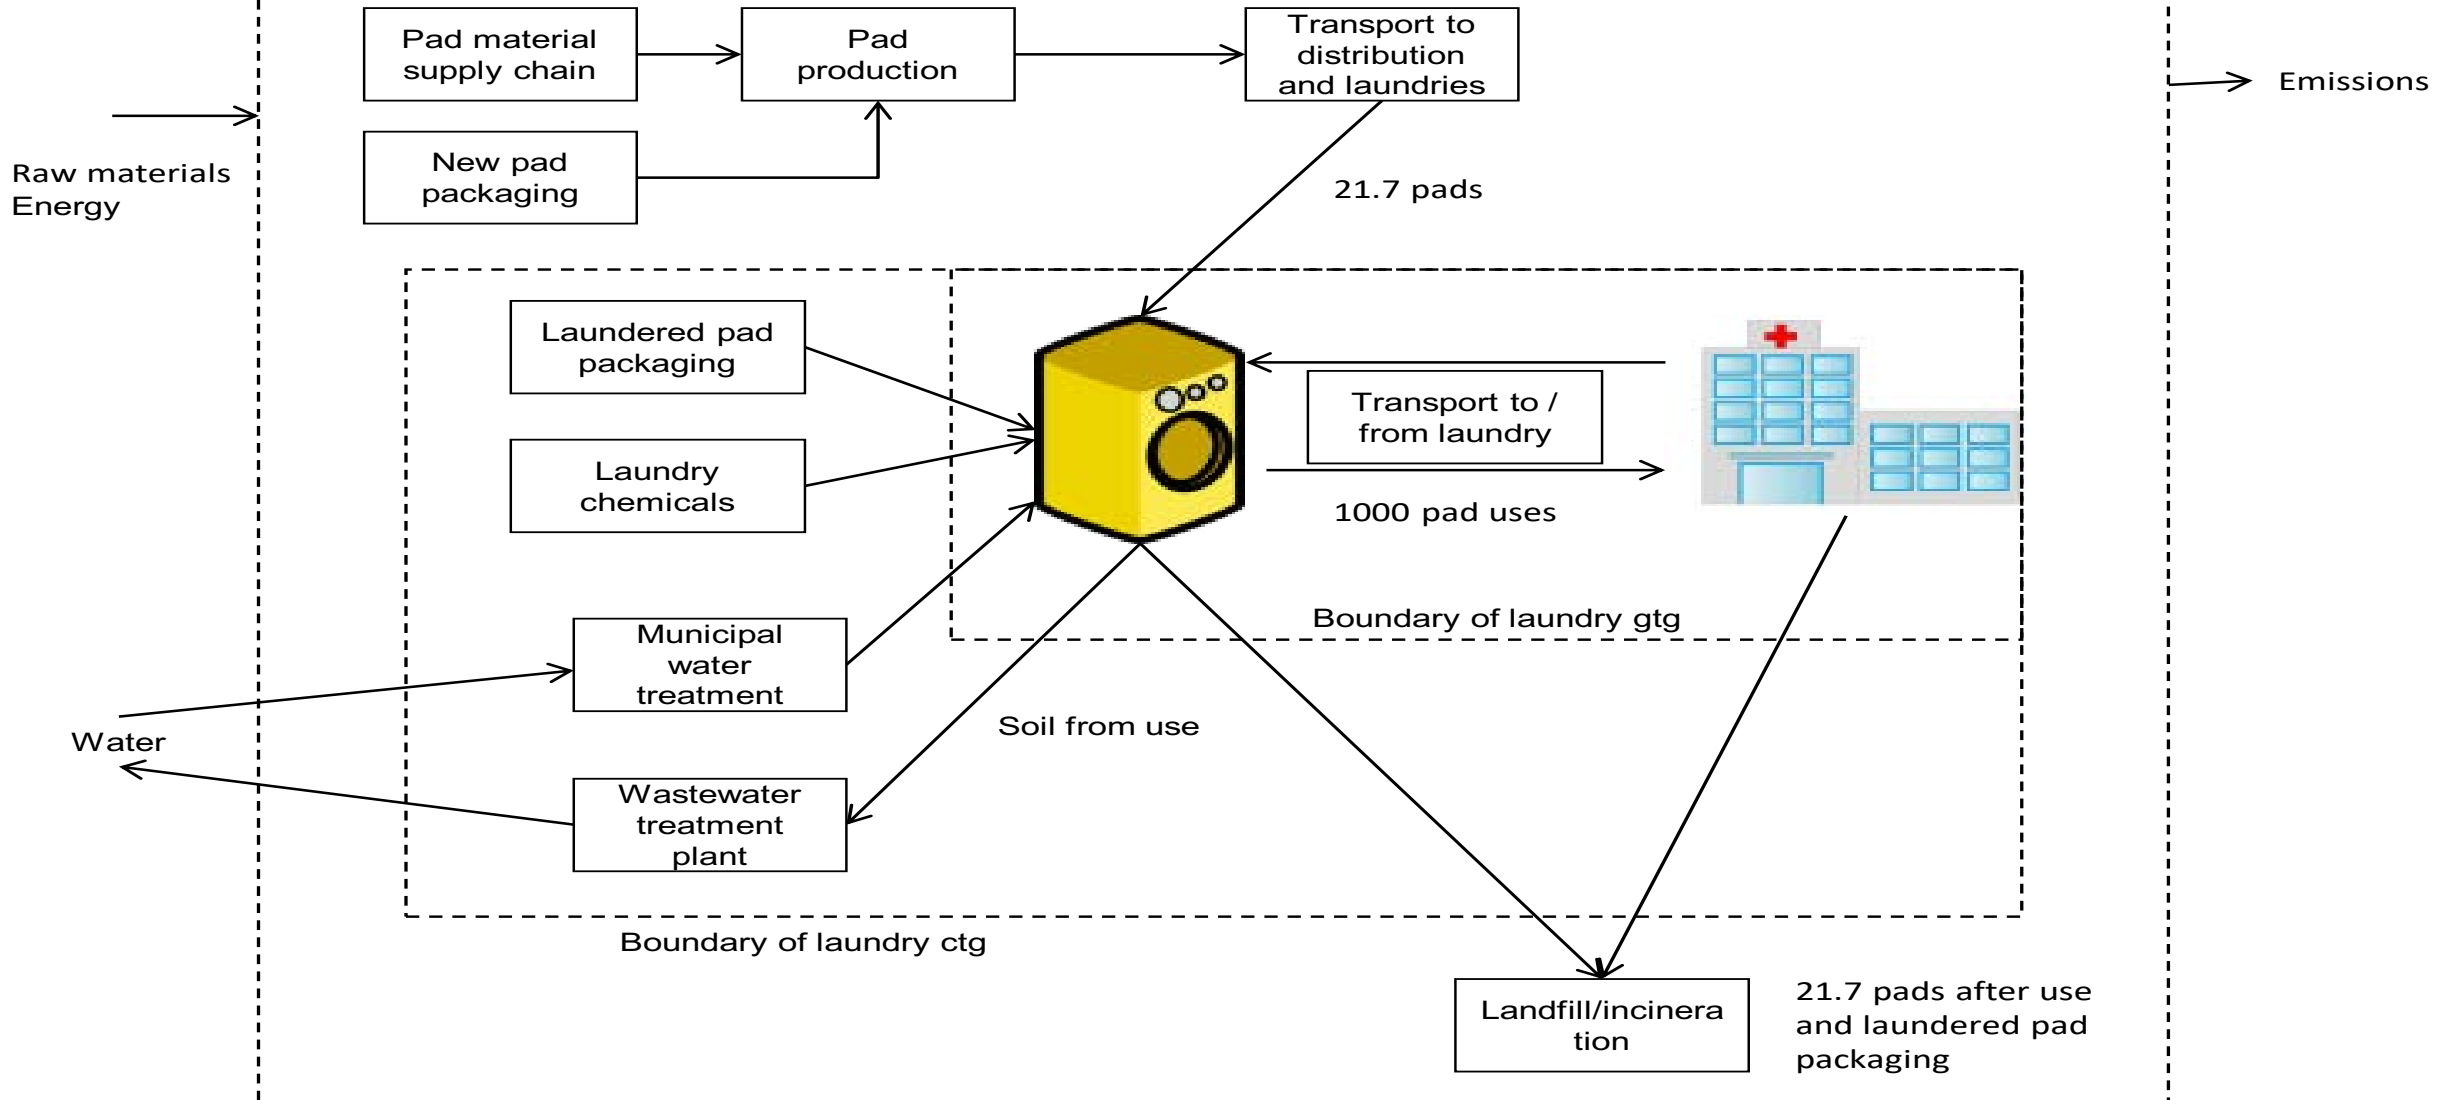 Pad material
supply chain
Pad
production
Transport to
distribution
and laundries
Emissions
New pad
packaging
Raw materials
Energy
21.7 pads
Laundered pad
packaging
Transport to /
from laundry
Laundry
chemicals
1000 pad uses
Boundary of laundry gtg
Municipal
water
treatment
Soil from use
Water
Wastewater
treatment
plant
Boundary of laundry ctg
Landfill/incinera
tion
21.7 pads after use
and laundered pad
packaging